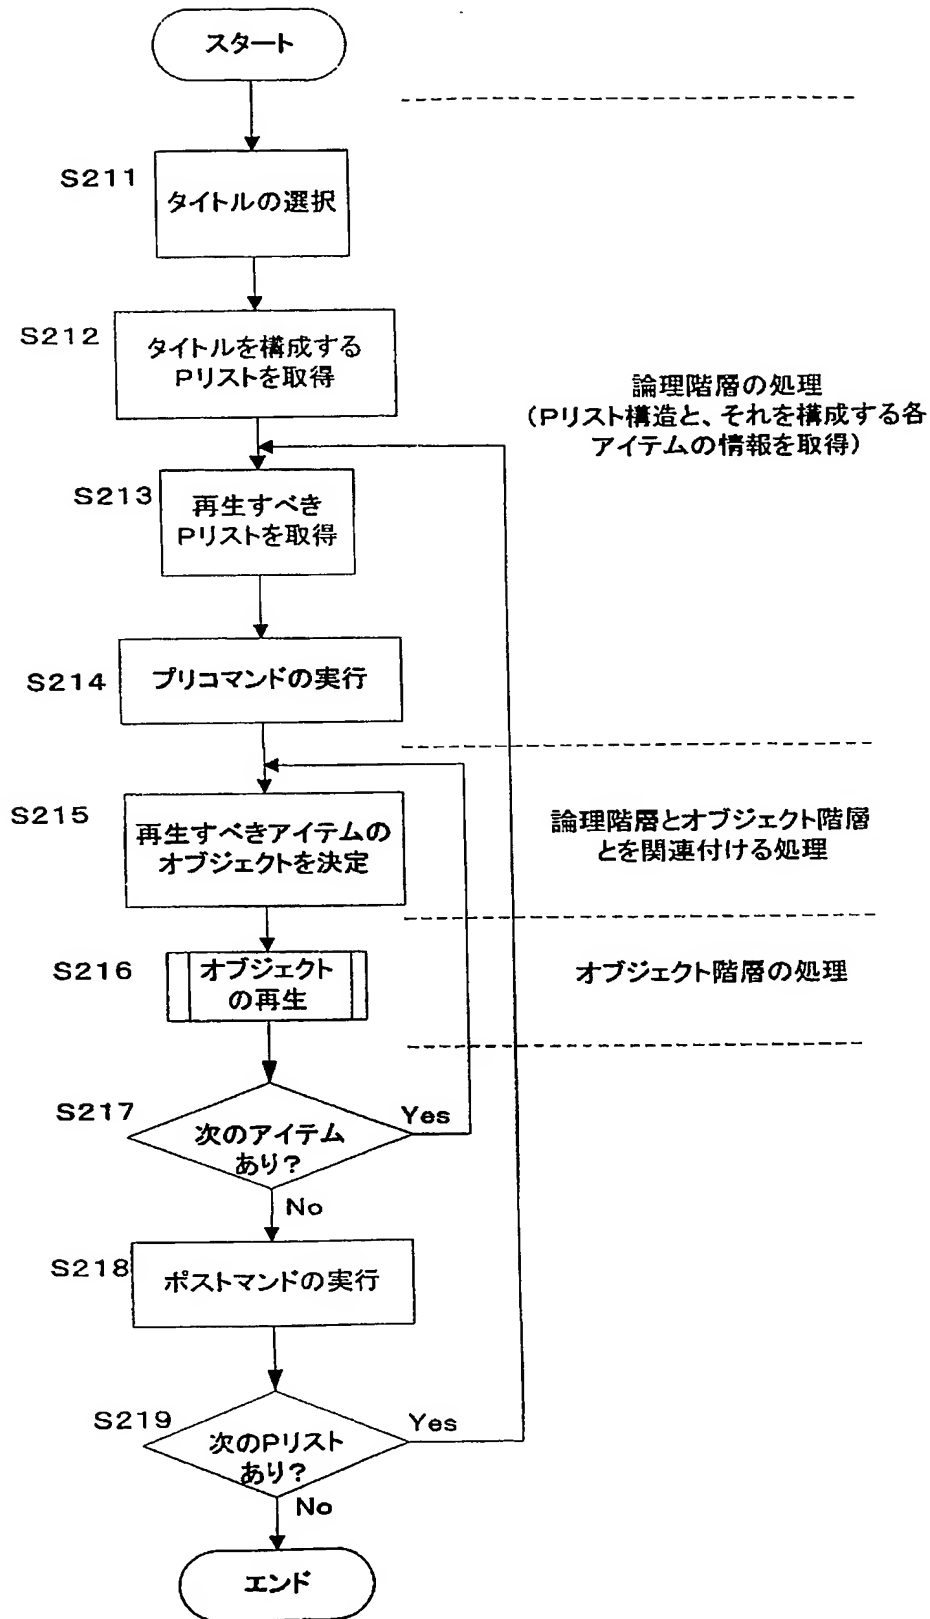 スタート
S211
タイトルの選択
S212
タイトルを構成する
Pリストを取得
論理階層の処理
(Pリスト構造と、それを構成する各
アイテムの情報を取得)
S213
再生すべき
Pリストを取得
S214
プリコマンドの実行
S215
再生すべきアイテムの
オブジェクトを決定
論理階層とオブジェクト階層
とを関連付ける処理
S216
オブジェクト
の再生
オブジェクト階層の処理
S217
次のアイテム
あり?
Yes
No
S218
ポストマンドの実行
S219
次のPリスト
あり?
Yes
No
エンド